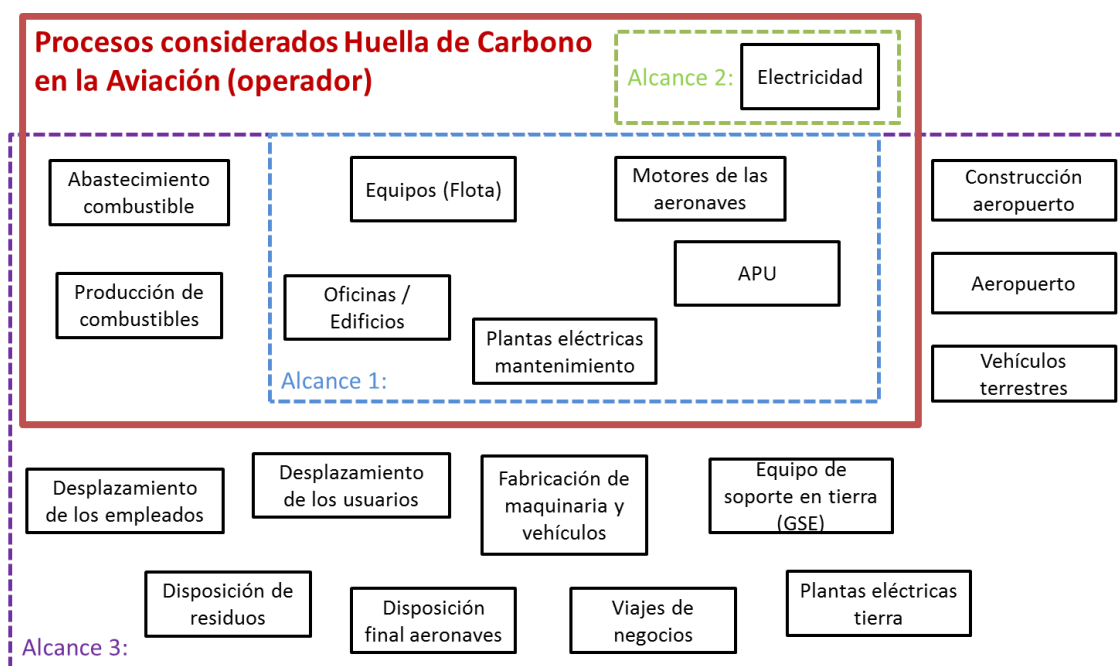 Procesos considerados Huella de Carbono
en la Aviación (operador)
Alcance 2:
Electricidad
Abastecimiento
combustible
Equipos (Flota)
Motores de las
aeronaves
Construcción
aeropuerto
Producción de
combustibles
Oficinas /
Edificios
APU
Aeropuerto
Plantas eléctricas
mantenimiento
Alcance 1:
Vehículos
terrestres
Desplazamiento
de los empleados
Desplazamiento
de los usuarios
Fabricación de
maquinaria y
vehículos
Equipo de
soporte en tierra
(GSE)
Disposición de
residuos
Disposición
final aeronaves
Viajes de
negocios
Plantas eléctricas
tierra
Alcance 3: